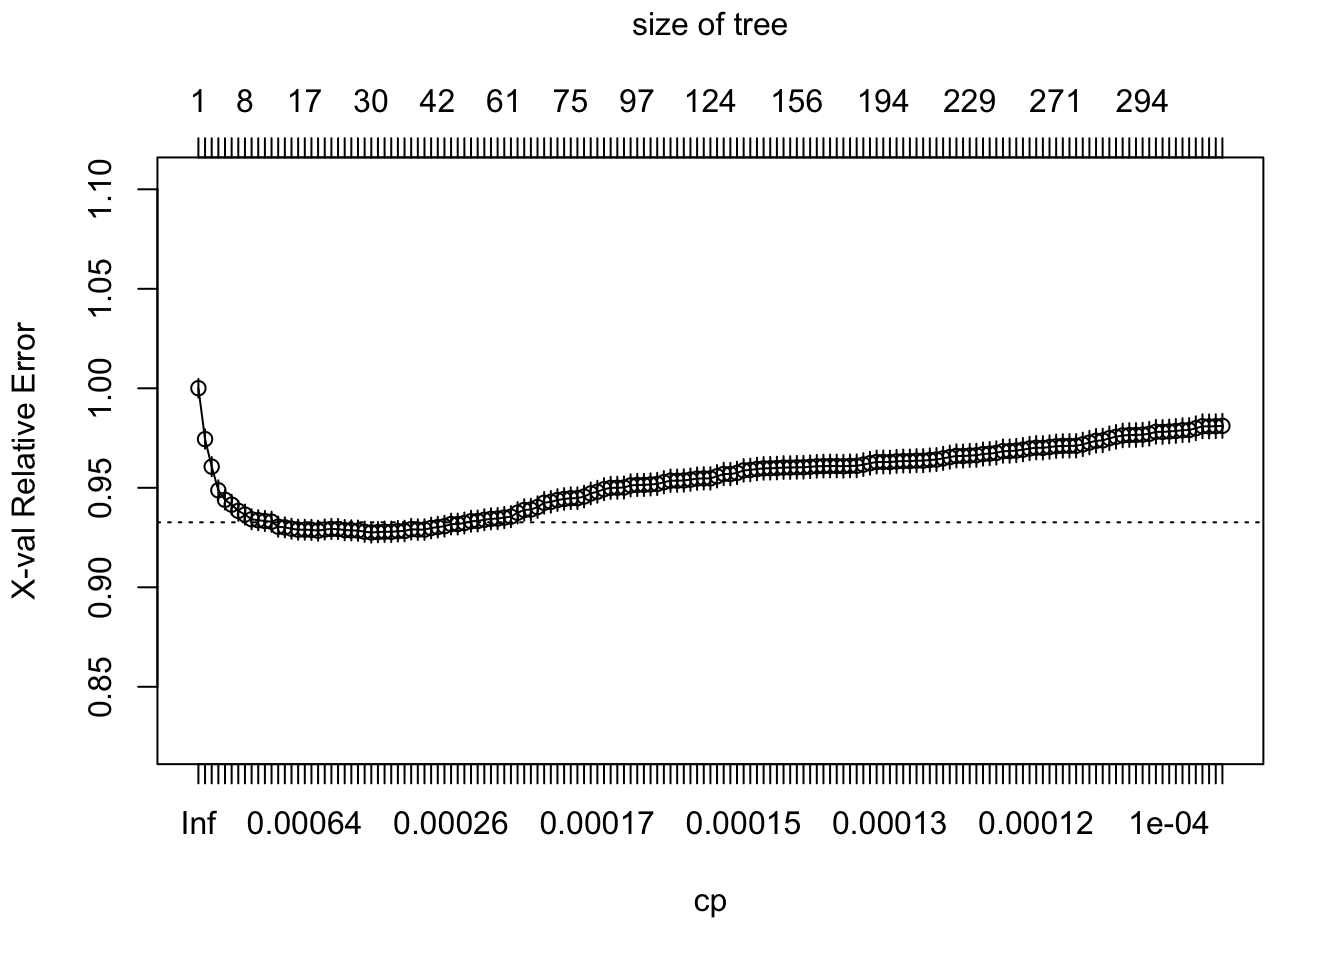 size of tree
1 8 17 30 42 61 75 97 124 156 194 229 271 294
X-val Relative Error
1.10
1.05
1.00
0.95
0.90
0.85
Inf 0.00064 0.00026 0.00017 0.00015 0.00013 0.00012 1e-04
cp